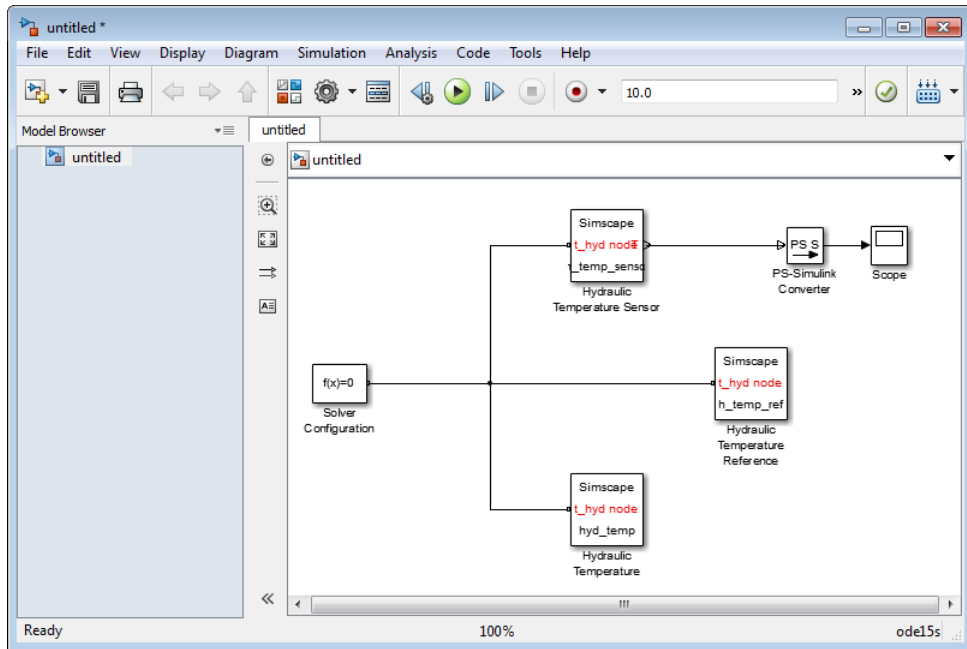 untitled *
File Edit View Display Diagram Simulation Analysis Code Tools Help
10.0 »
Model Browser
untitled
untitled
untitled
Simscape
t_hyd node
Hydraulic
Temperature Sensor
PS S
PS-Simulink
Converter
Scope
f(x)=0
Solver
Configuration
Simscape
t_hyd node
h_temp_ref
Hydraulic
Temperature
Reference
Simscape
t_hyd node
hyd_temp
Hydraulic
Temperature
Ready 100% ode15s